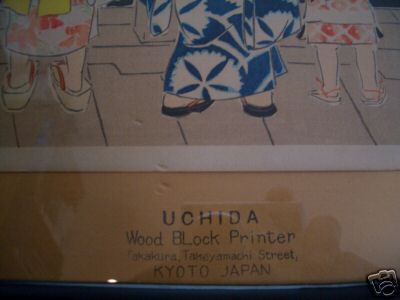 UCHIDA
Wood BLock Printer
Takakura, Takeyamachi Street,
KYOTO JAPAN